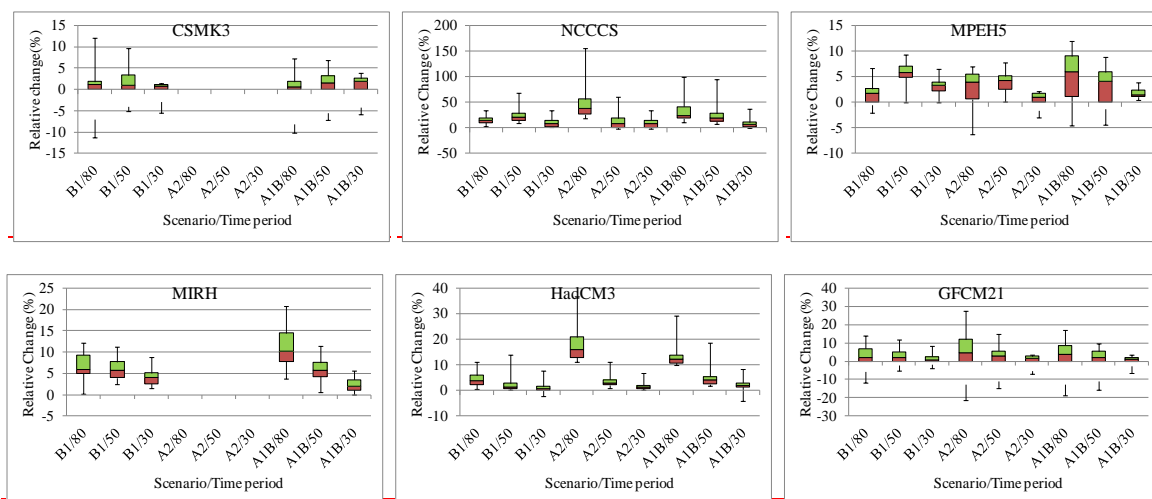 CSMK3
Relative Change(%)
15
10
5
0
-5
-10
-15
B1/80 B1/50 B1/30 A2/80 A2/50 A2/30 A1B/80 A1B/50 A1B/30
Scenario/Time period
NCCCS
Relative Change (%)
200
150
100
50
0
-50
B1/80 B1/50 B1/30 A2/80 A2/50 A2/30 A1B/80 A1B/50 A1B/30
Scenario/Time period
MPEH5
Relative Change (%)
15
10
5
0
-5
-10
B1/80 B1/50 B1/30 A2/80 A2/50 A2/30 A1B/80 A1B/50 A1B/30
Scenario/Time period
MIRH
Relative Change (%)
25
20
15
10
5
0
-5
B1/80 B1/50 B1/30 A2/80 A2/50 A2/30 A1B/80 A1B/50 A1B/30
Scenario/Time period
HadCM3
Relative Change (%)
40
30
20
10
0
-10
B1/80 B1/50 B1/30 A2/80 A2/50 A2/30 A1B/80 A1B/50 A1B/30
Scenario/Time period
GFCM21
Relative Change (%)
40
30
20
10
0
-10
-20
-30
B1/80 B1/50 B1/30 A2/80 A2/50 A2/30 A1B/80 A1B/50 A1B/30
Scenario/Time period